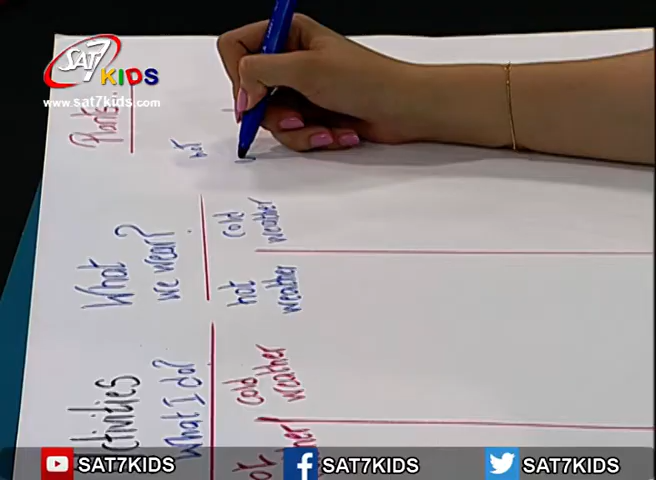 SAT7
KIDS
www.sat7kids.com
Plants
hot
What
we wear?
cold
weather
hot
weather
What I do?
cold
weather
SAT7KIDS
SAT7KIDS
SAT7KIDS